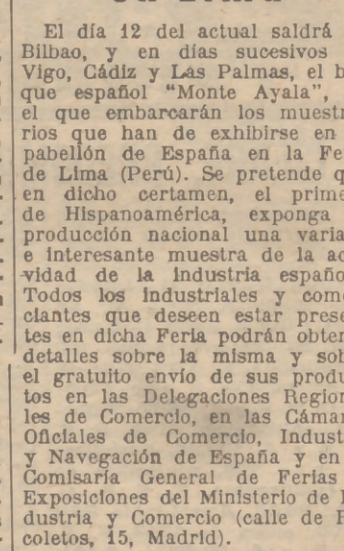 El día 12 del actual saldrá
Bilbao, y en días sucesivos
Vigo, Cádiz y Las Palmas, el b
que español “Monte Ayala”,
el que embarcarán los muestr
rios que han de exhibirse en
pabellón de España en la Fe
de Lima (Perú). Se pretende q
en dicho certamen, el prime
de Hispanoamérica, exponga
producción nacional una varia
e interesante muestra de la ac
vidad de la industria españo
Todos los industriales y come
ciantes que deseen estar prese
tes en dicha Feria podrán obten
detalles sobre la misma y sob
el gratuito envío de sus produ
tos en las Delegaciones Region
les de Comercio, en las Cámar
Oficiales de Comercio, Indust
y Navegación de España y en
Comisaría General de Ferias
Exposiciones del Ministerio de I
dustria y Comercio (calle de R
coletos, 15, Madrid).